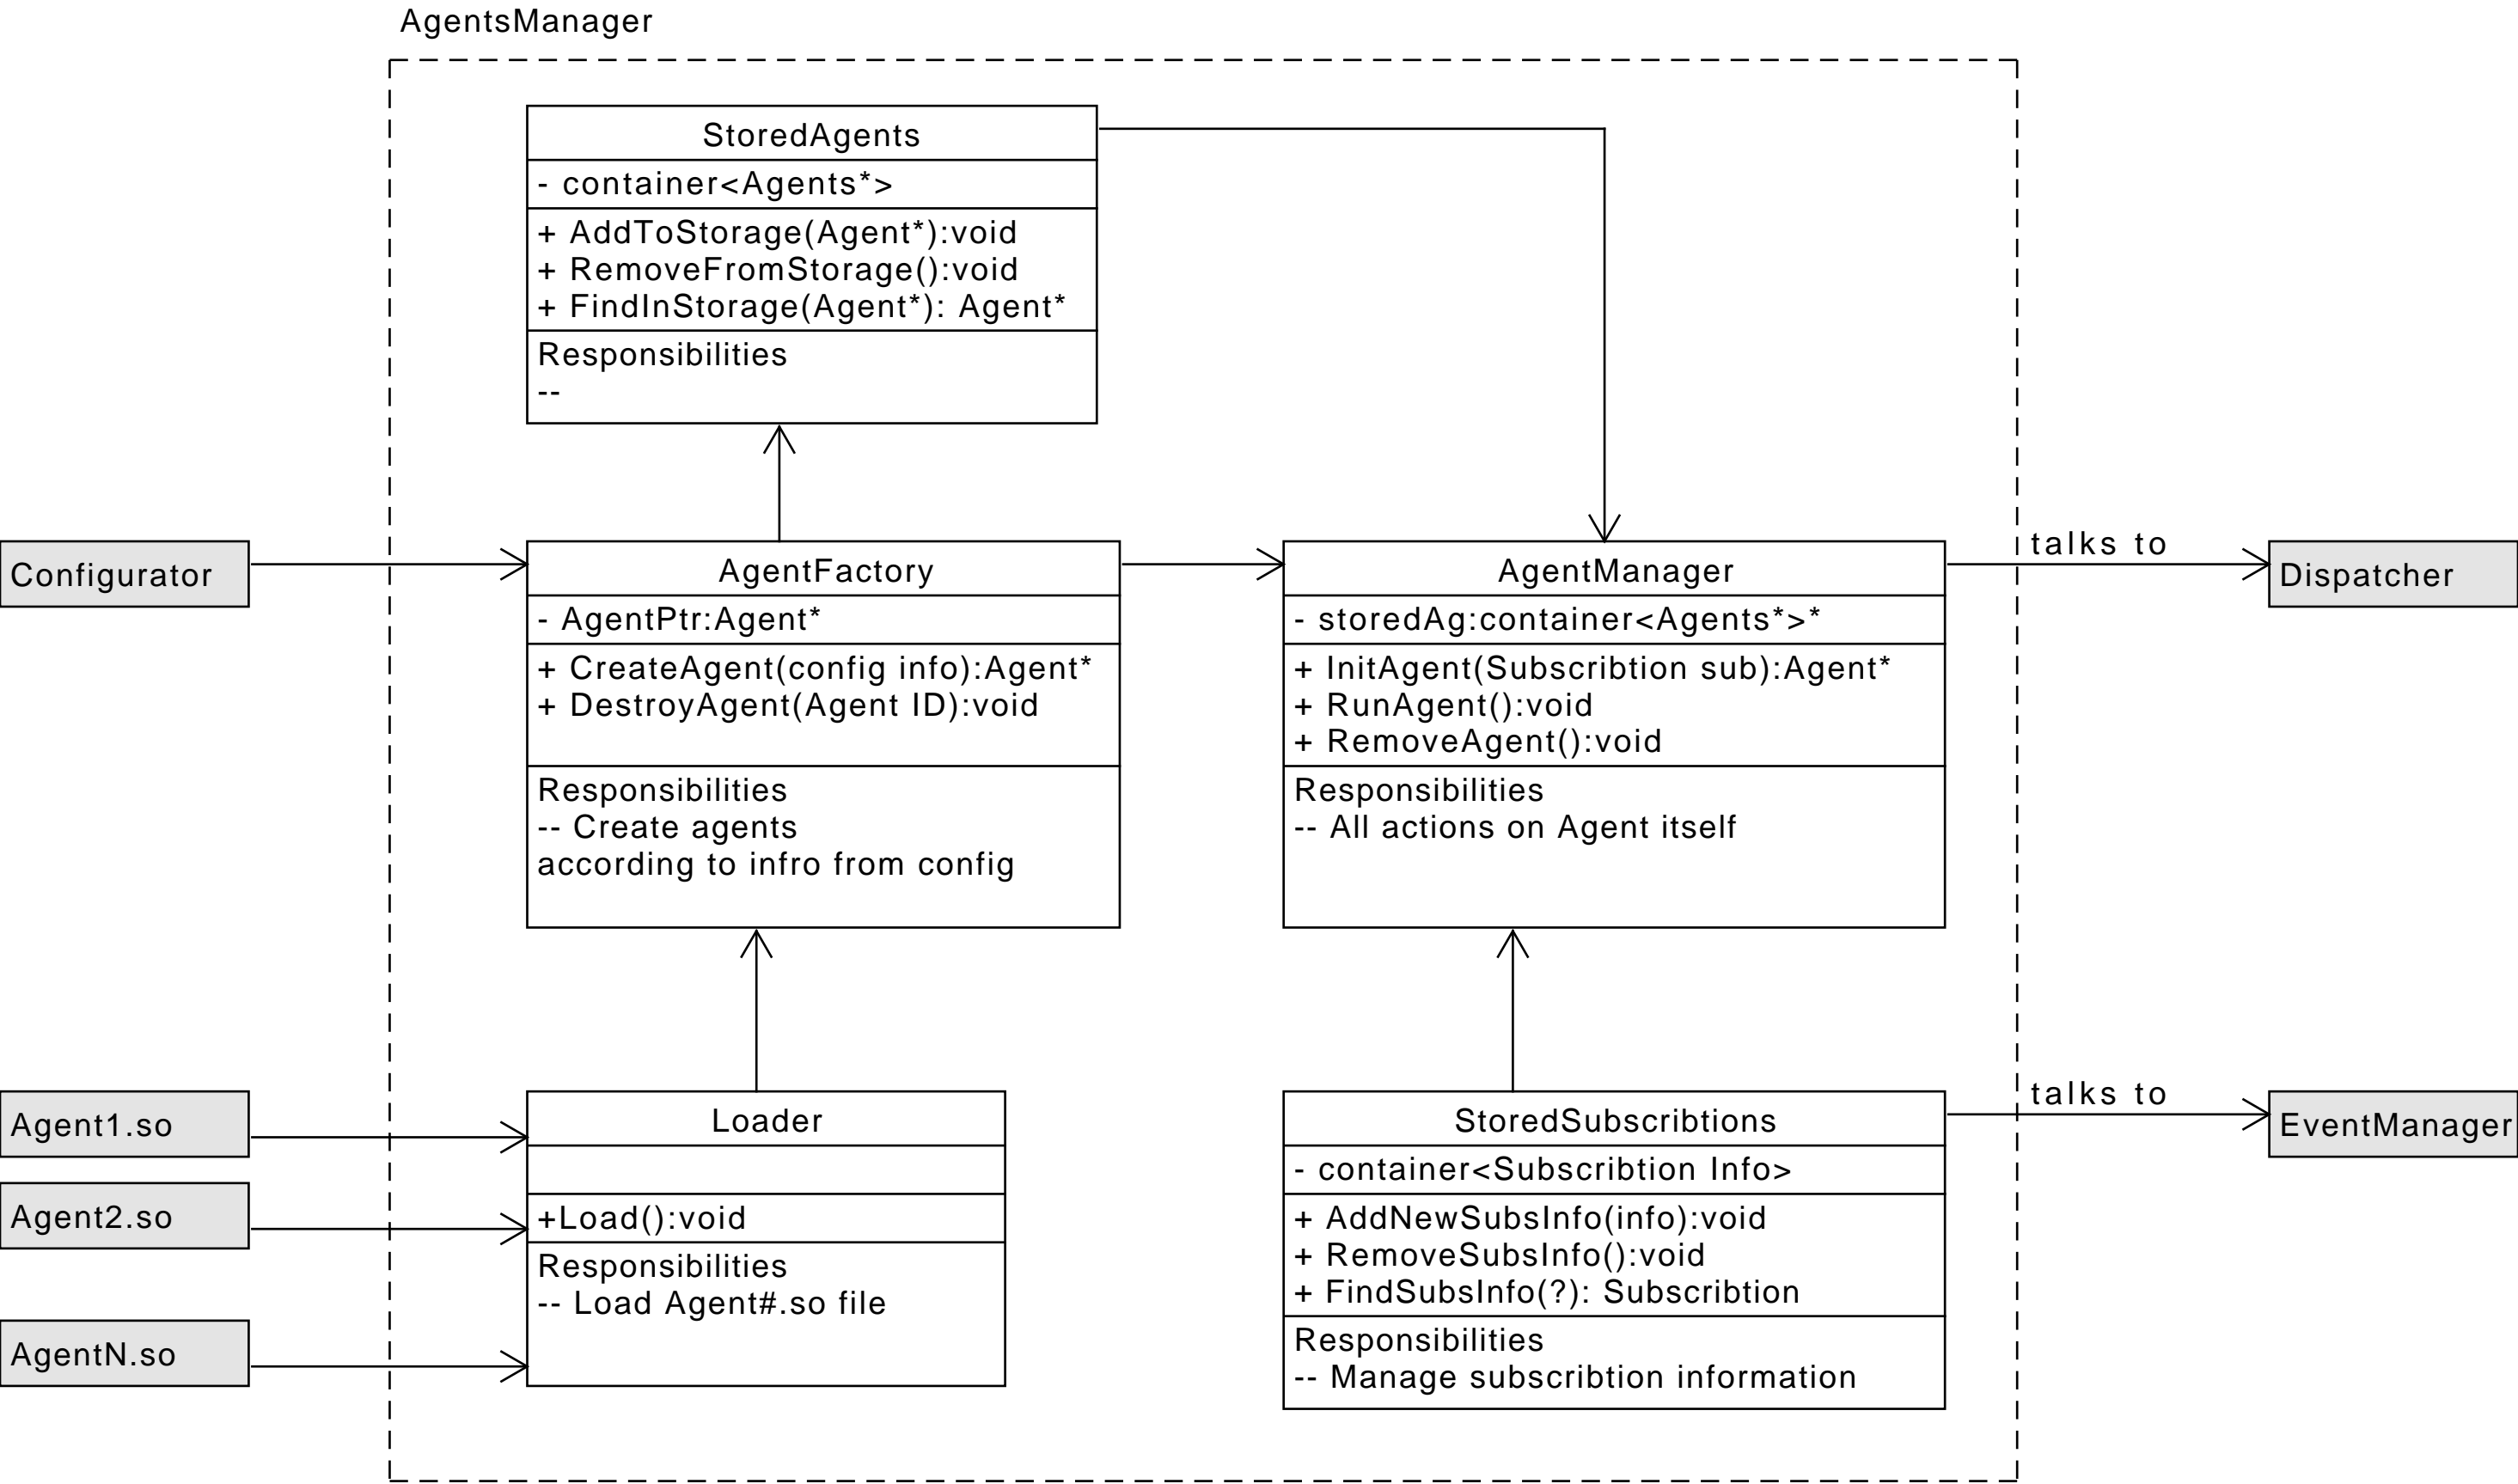 AgentsManager
StoredAgents
- container<Agents*>
+ AddToStorage(Agent*):void
+ RemoveFromStorage():void
+ FindInStorage(Agent*): Agent*
Responsibilities
--
Configurator
AgentFactory
- AgentPtr:Agent*
+ CreateAgent(config info):Agent*
+ DestroyAgent(Agent ID):void
Responsibilities
-- Create agents
according to infro from config
AgentManager
- storedAg:container<Agents*>*
+ InitAgent(Subscribtion sub):Agent*
+ RunAgent():void
+ RemoveAgent():void
Responsibilities
-- All actions on Agent itself
talks to
Dispatcher
Agent1.so
Agent2.so
AgentN.so
Loader
+Load():void
Responsibilities
-- Load Agent#.so file
StoredSubscribtions
- container<Subscribtion Info>
+ AddNewSubsInfo(info):void
+ RemoveSubsInfo():void
+ FindSubsInfo(?): Subscribtion
Responsibilities
-- Manage subscribtion information
talks to
EventManager